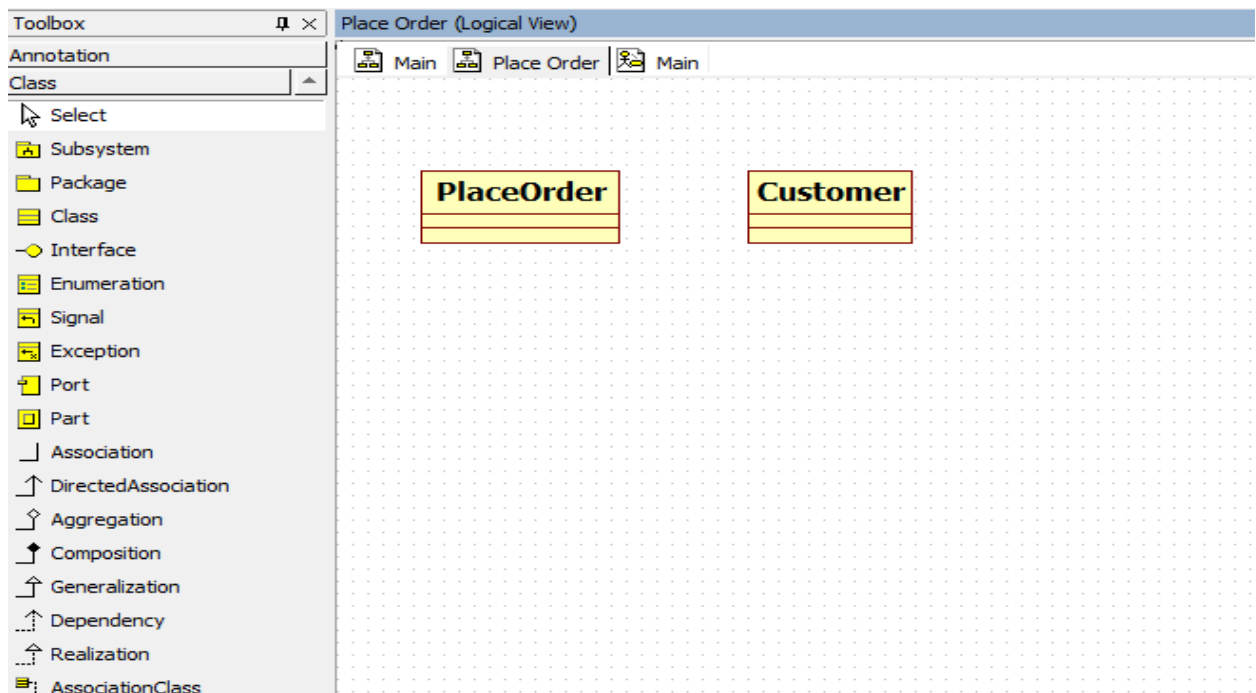 Toolbox
Place Order (Logical View)
Annotation
Main
Place Order
Main
Class
Select
Subsystem
Package
Class
Interface
Enumeration
Signal
Exception
Port
Part
Association
DirectedAssociation
Aggregation
Composition
Generalization
Dependency
Realization
AssociationClass
PlaceOrder
Customer